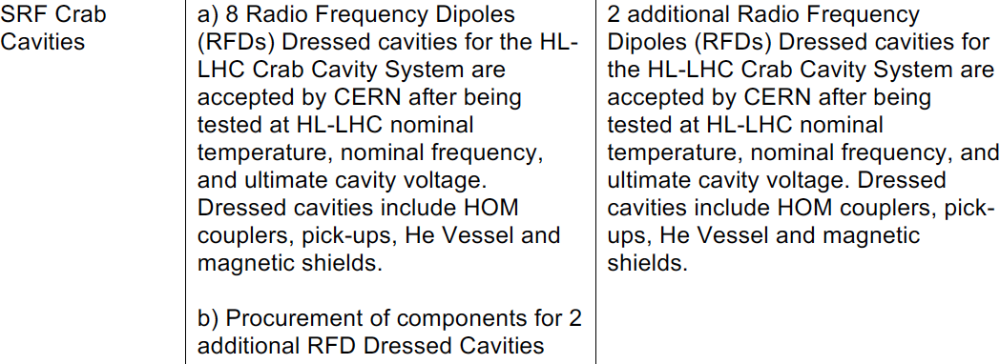 SRF Crab
Cavities
a) 8 Radio Frequency Dipoles
(RFDs) Dressed cavities for the HL-
LHC Crab Cavity System are
accepted by CERN after being
tested at HL-LHC nominal
temperature, nominal frequency,
and ultimate cavity voltage.
Dressed cavities include HOM
couplers, pick-ups, He Vessel and
magnetic shields.
b) Procurement of components for 2
additional RFD Dressed Cavities
2 additional Radio Frequency
Dipoles (RFDs) Dressed cavities for
the HL-LHC Crab Cavity System are
accepted by CERN after being
tested at HL-LHC nominal
temperature, nominal frequency, and
ultimate cavity voltage. Dressed
cavities include HOM couplers, pick-
ups, He Vessel and magnetic
shields.